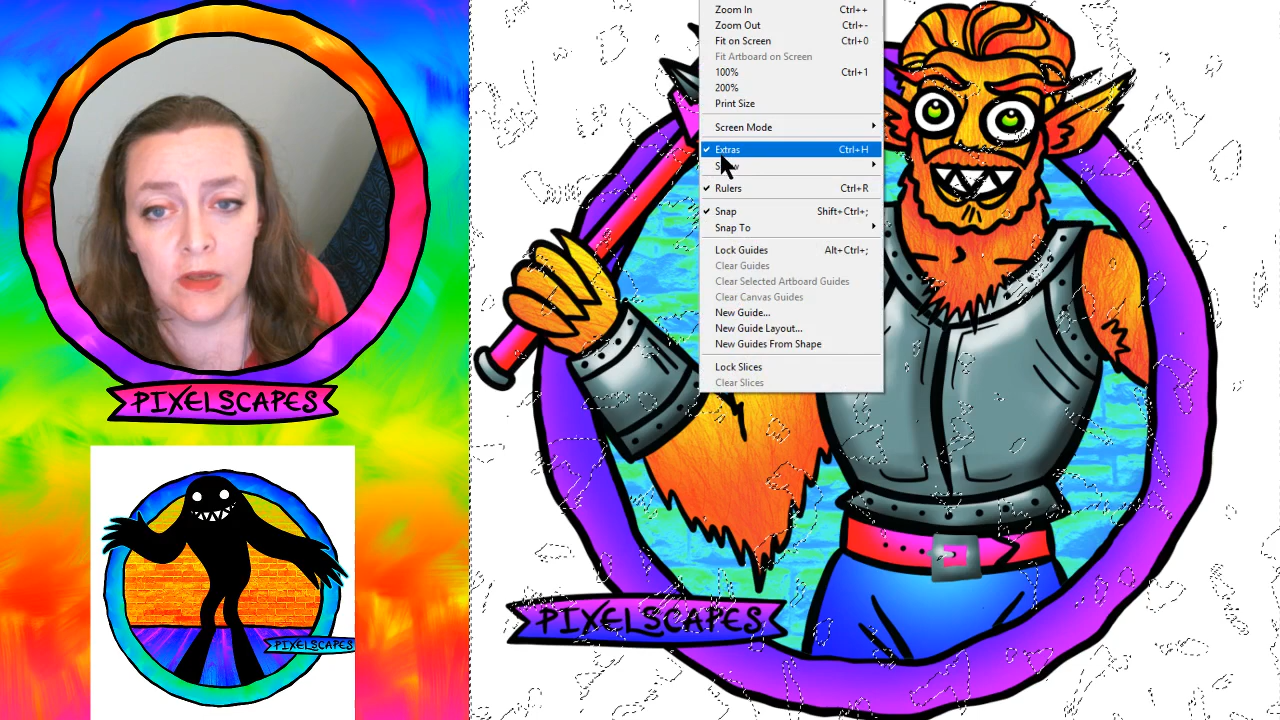 Zoom In Ctrl++
Zoom Out Ctrl+-
Fit on Screen Ctrl+0
Fit Artboard on Screen
100% Ctrl+1
200%
Print Size
Screen Mode
Extras Ctrl+H
Rulers Ctrl+R
Snap Shift+Ctrl+;
Snap To
Lock Guides Alt+Ctrl+;
Clear Guides
Clear Selected Artboard Guides
Clear Canvas Guides
New Guide...
New Guide Layout...
New Guides From Shape
Lock Slices
Clear Slices
PIXELSCAPES
PIXELSCAPES
PIXELSCAPES